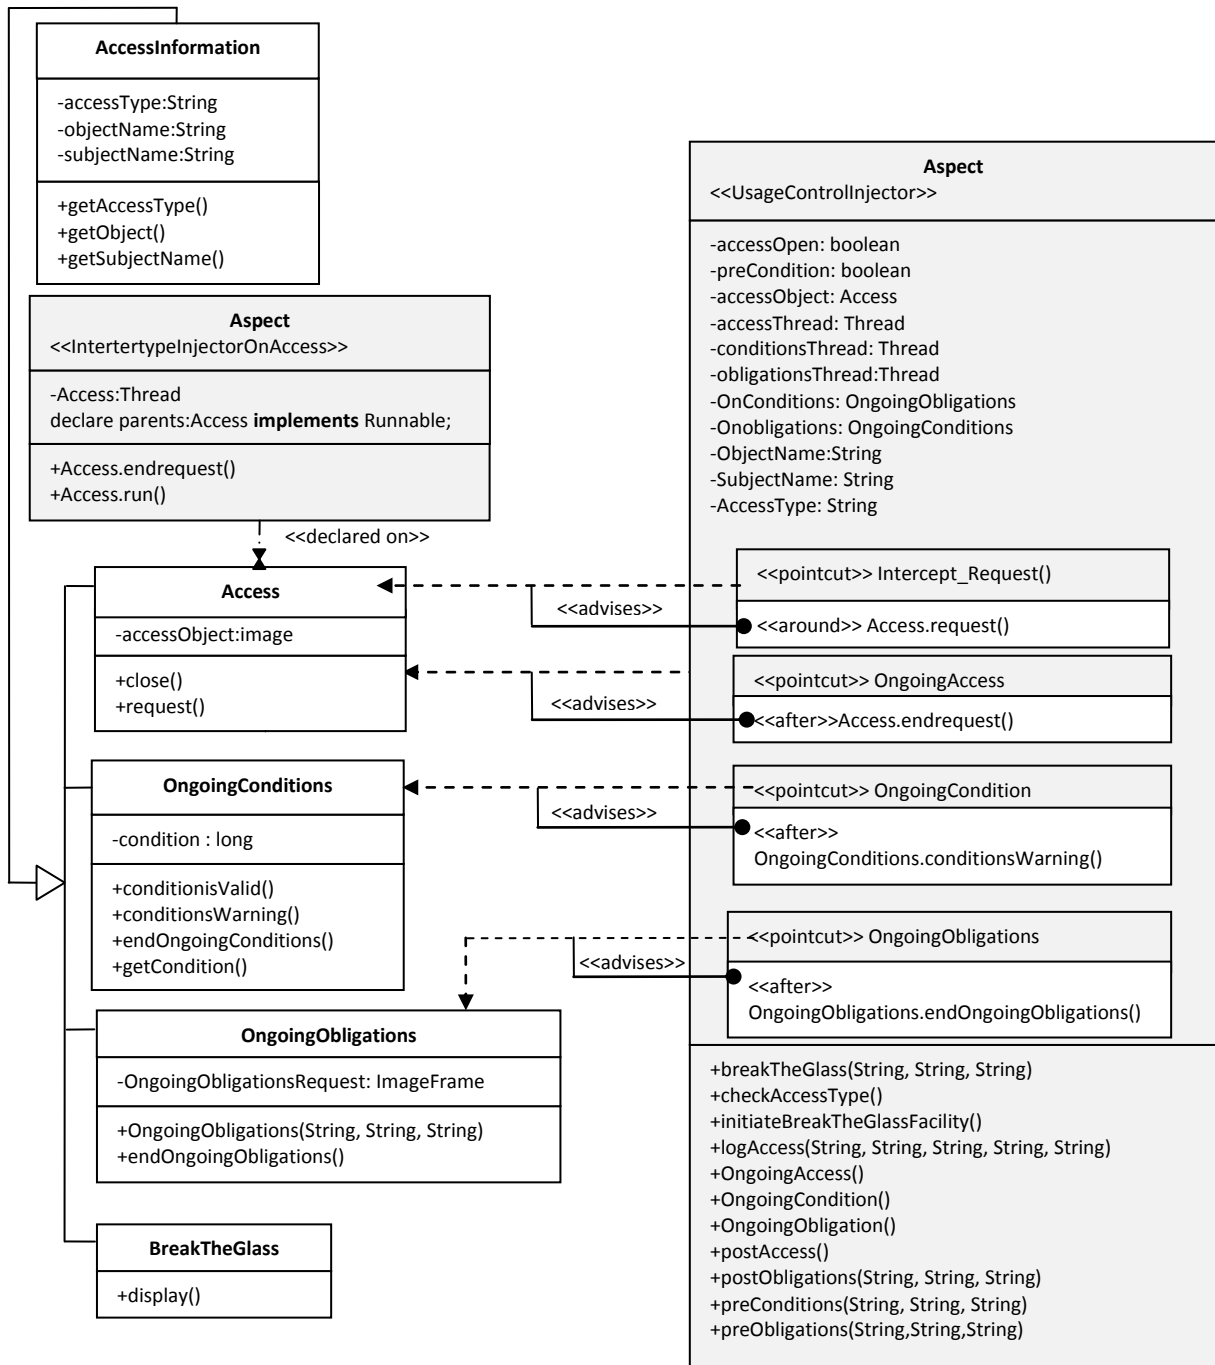 AccessInformation
-accessType:String
-objectName:String
-subjectName:String
+getAccessType()
+getObject()
+getSubjectName()
Aspect
<<IntertertypeInjectorOnAccess>>
-Access:Thread
declare parents:Access implements Runnable;
+Access.endrequest()
+Access.run()
<<declared on>>
Access
-accessObject:image
+close()
+request()
OngoingConditions
-condition : long
+conditionisValid()
+conditionsWarning()
+endOngoingConditions()
+getCondition()
OngoingObligations
-OngoingObligationsRequest: ImageFrame
+OngoingObligations(String, String, String)
+endOngoingObligations()
BreakTheGlass
+display()
<<advises>>
<<advises>>
<<advises>>
<<advises>>
Aspect
<<UsageControlInjector>>
-accessOpen: boolean
-preCondition: boolean
-accessObject: Access
-accessThread: Thread
-conditionsThread: Thread
-obligationsThread:Thread
-OnConditions: OngoingObligations
-Onobligations: OngoingConditions
-ObjectName:String
-SubjectName: String
-AccessType: String
<<pointcut>> Intercept_Request()
<<around>> Access.request()
<<pointcut>> OngoingAccess
<<after>>Access.endrequest()
<<pointcut>> OngoingCondition
<<after>>
OngoingConditions.conditionsWarning()
<<pointcut>> OngoingObligations
<<after>>
OngoingObligations.endOngoingObligations()
+breakTheGlass(String, String, String)
+checkAccessType()
+initiateBreakTheGlassFacility()
+logAccess(String, String, String, String, String)
+OngoingAccess()
+OngoingCondition()
+OngoingObligation()
+postAccess()
+postObligations(String, String, String)
+preConditions(String, String, String)
+preObligations(String,String,String)